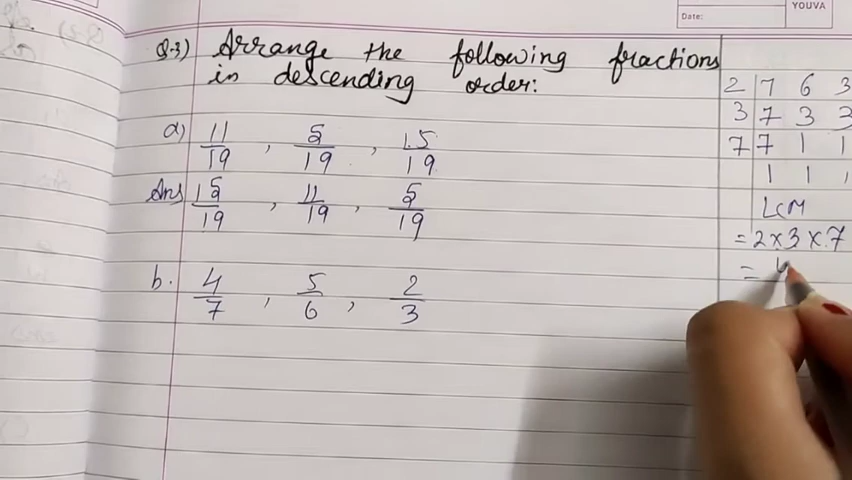 YOUVA
Date:
Q.3) Arrange the following fractions
in descending order:
a) 11/19 , 5/19 , 15/19
Ans 15/19 , 11/19 , 5/19
b. 4/7 , 5/6 , 2/3
2 7 6 3
3 7 3 3
7 7 1 1
1 1 1
LCM
= 2 x 3 x 7
= 4